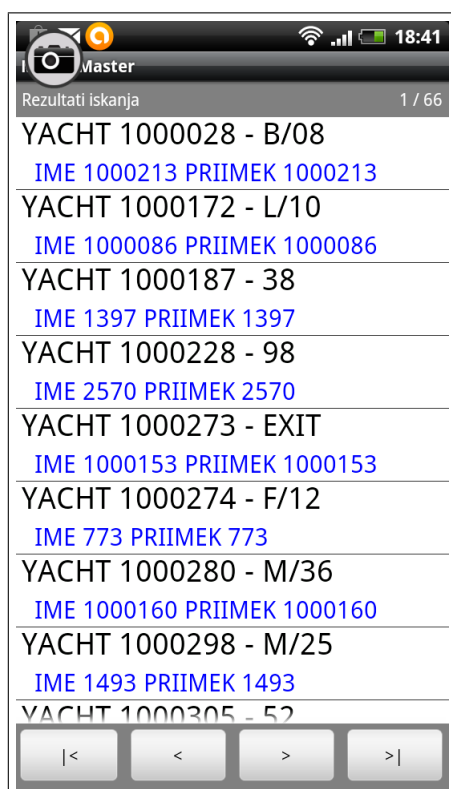 18:41
Master
Rezultati iskanja 1 / 66
YACHT 1000028 - B/08
IME 1000213 PRIIMEK 1000213
YACHT 1000172 - L/10
IME 1000086 PRIIMEK 1000086
YACHT 1000187 - 38
IME 1397 PRIIMEK 1397
YACHT 1000228 - 98
IME 2570 PRIIMEK 2570
YACHT 1000273 - EXIT
IME 1000153 PRIIMEK 1000153
YACHT 1000274 - F/12
IME 773 PRIIMEK 773
YACHT 1000280 - M/36
IME 1000160 PRIIMEK 1000160
YACHT 1000298 - M/25
IME 1493 PRIIMEK 1493
YACHT 1000305 - 52
|< < > >|